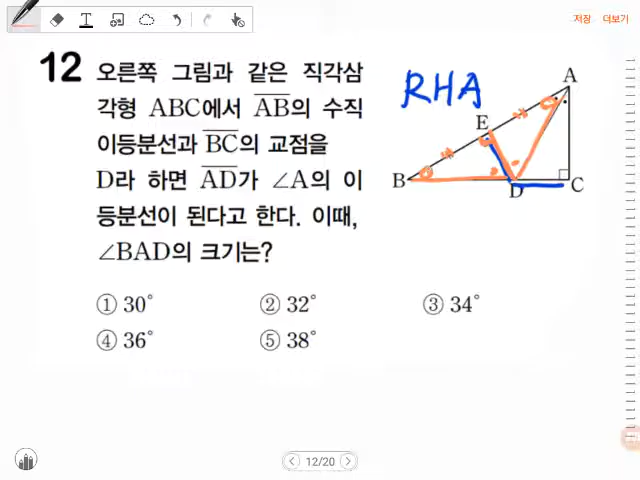 저장 더보기
12 오른쪽 그림과 같은 직각삼
각형 ABC에서 AB의 수직
이등분선과 BC의 교점을
D라 하면 AD가 ∠A의 이
등분선이 된다고 한다. 이때,
∠BAD의 크기는?
RHA
A
E
B
D
C
① 30° ② 32° ③ 34°
④ 36° ⑤ 38°
12/20